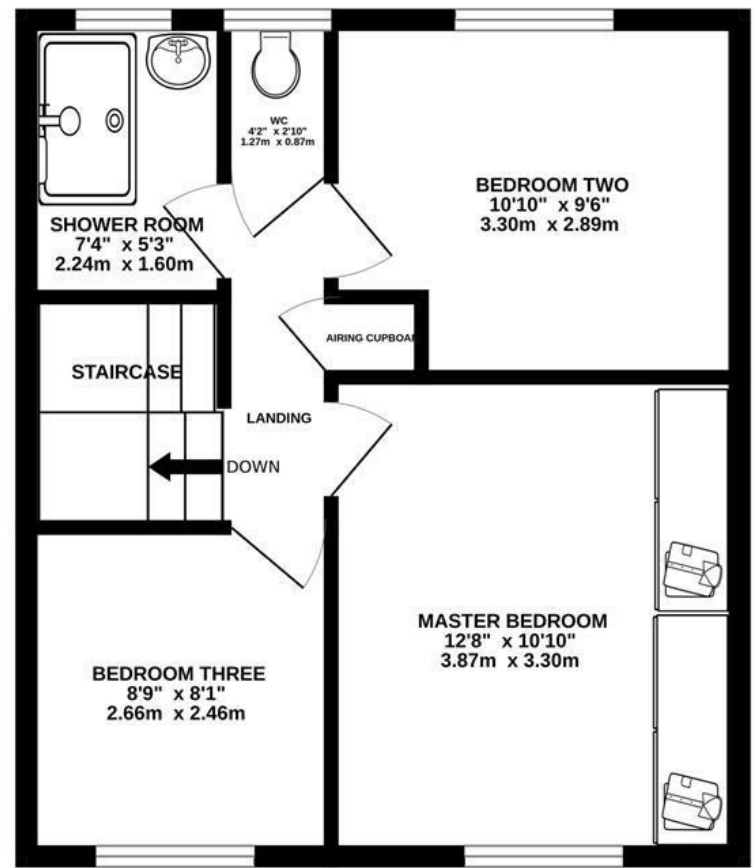 WC
4'2" x 2'10"
1.27m x 0.87m
BEDROOM TWO
10'10" x 9'6"
3.30m x 2.89m
SHOWER ROOM
7'4" x 5'3"
2.24m x 1.60m
AIRING CUPBOA
STAIRCASE
LANDING
DOWN
MASTER BEDROOM
12'8" x 10'10"
3.87m x 3.30m
BEDROOM THREE
8'9" x 8'1"
2.66m x 2.46m